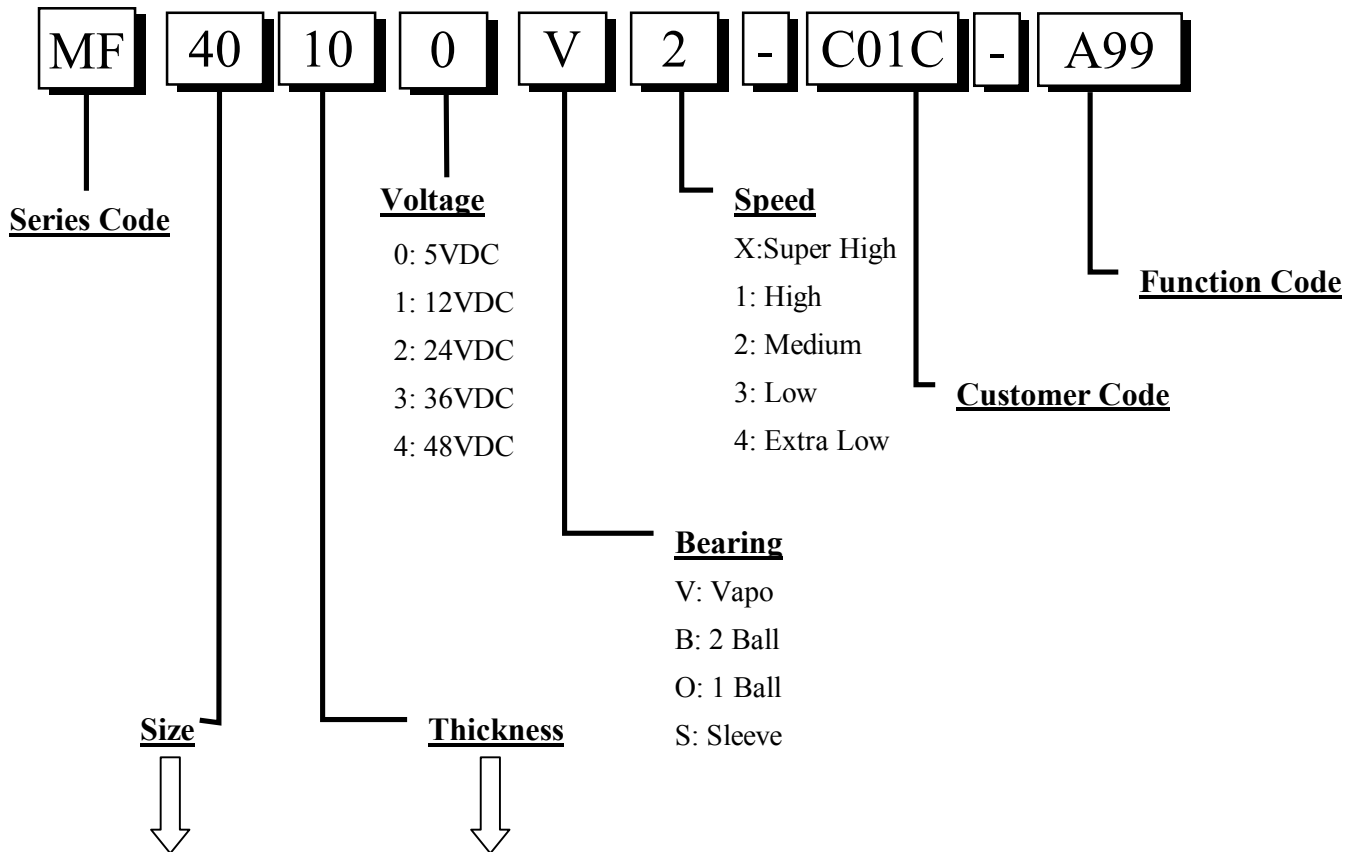 MF 40 10 0 V 2 - C01C - A99
Series Code
Voltage
0: 5VDC
1: 12VDC
2: 24VDC
3: 36VDC
4: 48VDC
Speed
X:Super High
1: High
2: Medium
3: Low
4: Extra Low
Function Code
Customer Code
Bearing
V: Vapo
B: 2 Ball
O: 1 Ball
S: Sleeve
Size
Thickness